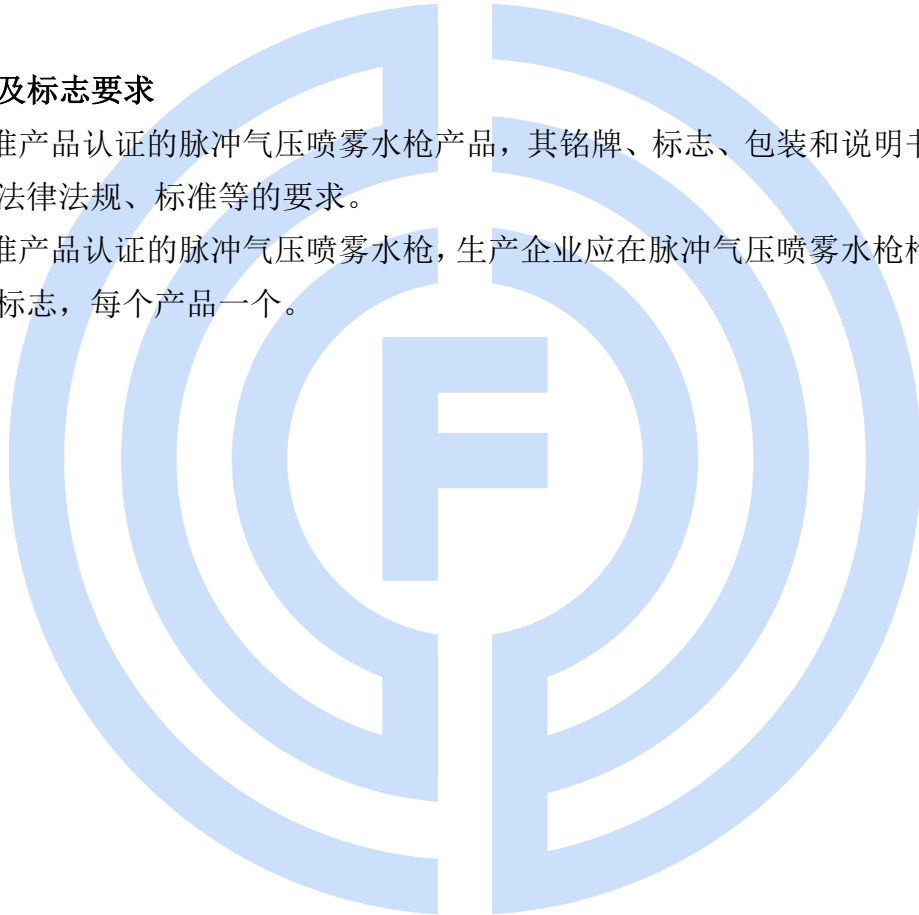 及标志要求
准产品认证的脉冲气压喷雾水枪产品，其铭牌、标志、包装和说明书
法律法规、标准等的要求。
准产品认证的脉冲气压喷雾水枪，生产企业应在脉冲气压喷雾水枪枪
标志，每个产品一个。
F